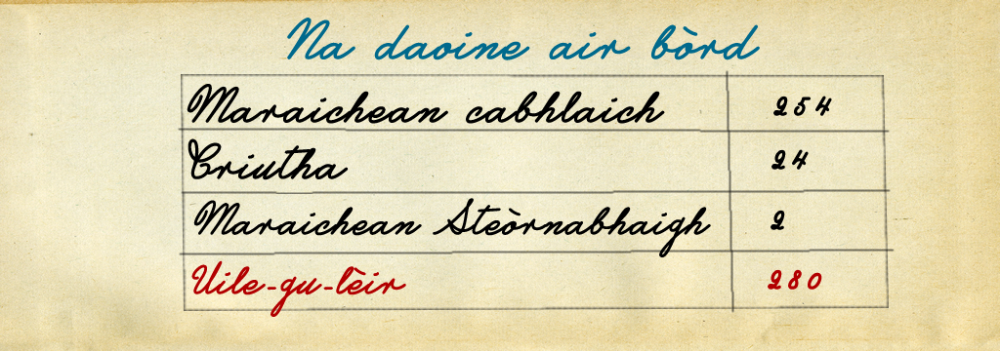 Na daoine air bòrd
Maraichean cabhlaich 254
Criutha 24
Maraichean Steòrnabhaigh 2
Uile-gu-lèir 280